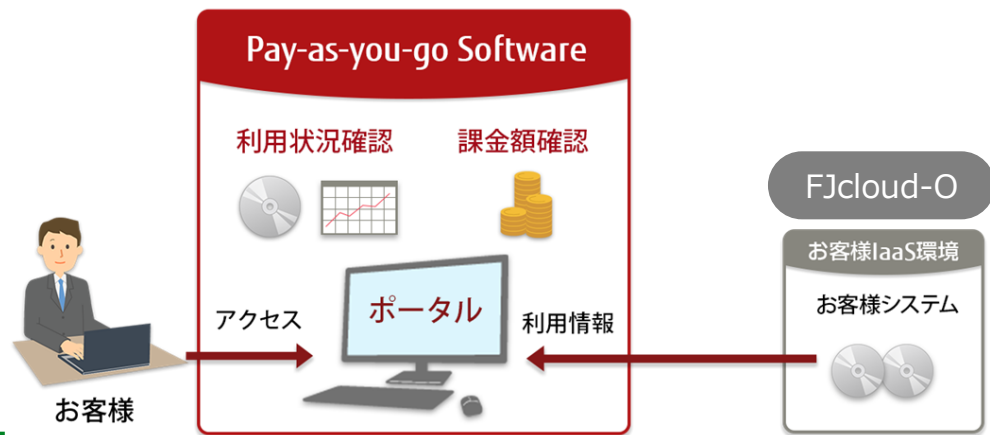 Pay-as-you-go Software
利用状況確認
課金額確認
FJcloud-O
お客様IaaS環境
お客様システム
ポータル
アクセス
利用情報
お客様